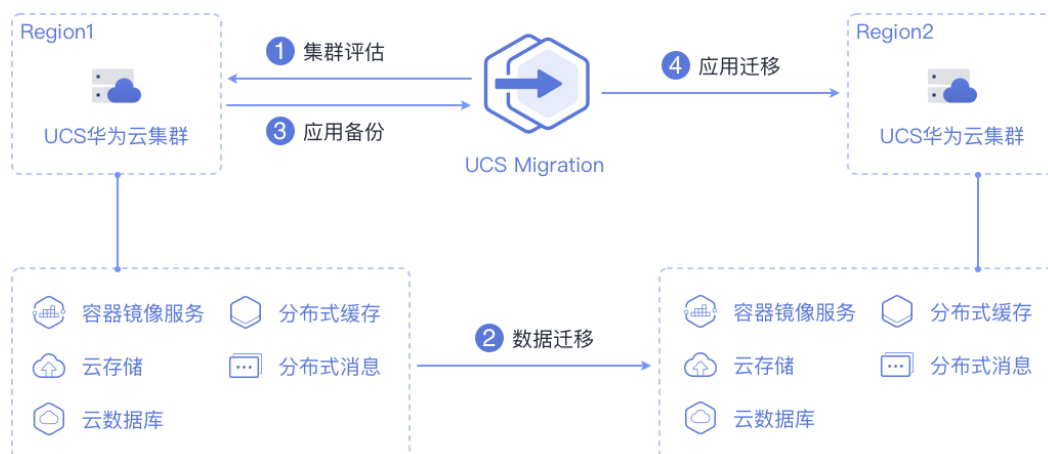 Region1
UCS华为云集群
1 集群评估
3 应用备份
UCS Migration
4 应用迁移
Region2
UCS华为云集群
容器镜像服务
分布式缓存
云存储
分布式消息
云数据库
2 数据迁移
容器镜像服务
分布式缓存
云存储
分布式消息
云数据库